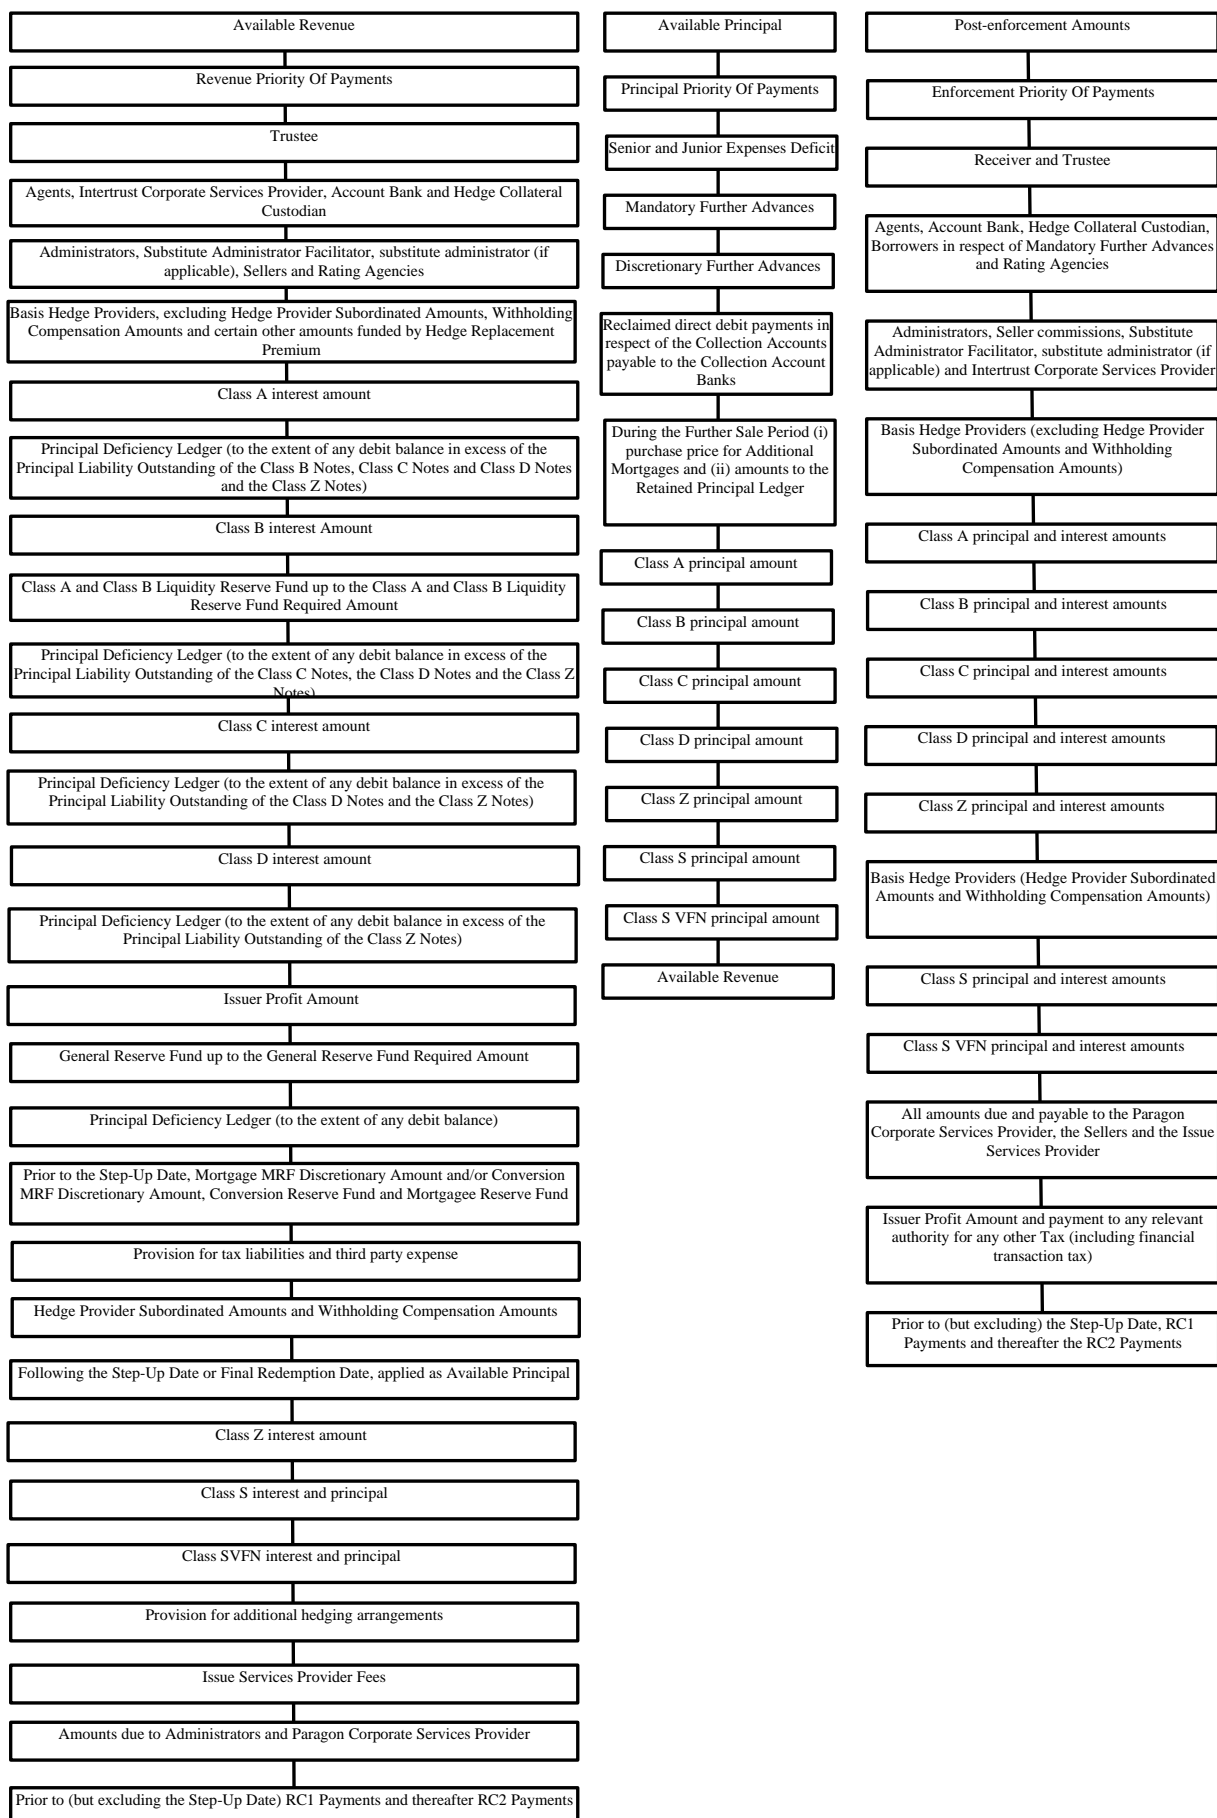 Available Revenue
Revenue Priority Of Payments
Trustee
Agents, Intertrust Corporate Services Provider, Account Bank and Hedge Collateral
Custodian
Administrators, Substitute Administrator Facilitator, substitute administrator (if
applicable), Sellers and Rating Agencies
Basis Hedge Providers, excluding Hedge Provider Subordinated Amounts, Withholding
Compensation Amounts and certain other amounts funded by Hedge Replacement
Premium
Class A interest amount
Principal Deficiency Ledger (to the extent of any debit balance in excess of the
Principal Liability Outstanding of the Class B Notes, Class C Notes and Class D Notes
and the Class Z Notes)
Class B interest Amount
Class A and Class B Liquidity Reserve Fund up to the Class A and Class B Liquidity
Reserve Fund Required Amount
Principal Deficiency Ledger (to the extent of any debit balance in excess of the
Principal Liability Outstanding of the Class C Notes, the Class D Notes and the Class Z
Notes)
Class C interest amount
Principal Deficiency Ledger (to the extent of any debit balance in excess of the
Principal Liability Outstanding of the Class D Notes and the Class Z Notes)
Class D interest amount
Principal Deficiency Ledger (to the extent of any debit balance in excess of the
Principal Liability Outstanding of the Class Z Notes)
Issuer Profit Amount
General Reserve Fund up to the General Reserve Fund Required Amount
Principal Deficiency Ledger (to the extent of any debit balance)
Prior to the Step-Up Date, Mortgage MRF Discretionary Amount and/or Conversion
MRF Discretionary Amount, Conversion Reserve Fund and Mortgagee Reserve Fund
Provision for tax liabilities and third party expense
Hedge Provider Subordinated Amounts and Withholding Compensation Amounts
Following the Step-Up Date or Final Redemption Date, applied as Available Principal
Class Z interest amount
Class S interest and principal
Class SVFN interest and principal
Provision for additional hedging arrangements
Issue Services Provider Fees
Amounts due to Administrators and Paragon Corporate Services Provider
Prior to (but excluding the Step-Up Date) RC1 Payments and thereafter RC2 Payments
Available Principal
Principal Priority Of Payments
Senior and Junior Expenses Deficit
Mandatory Further Advances
Discretionary Further Advances
Reclaimed direct debit payments in
respect of the Collection Accounts
payable to the Collection Account
Banks
During the Further Sale Period (i)
purchase price for Additional
Mortgages and (ii) amounts to the
Retained Principal Ledger
Class A principal amount
Class B principal amount
Class C principal amount
Class D principal amount
Class Z principal amount
Class S principal amount
Class S VFN principal amount
Available Revenue
Post-enforcement Amounts
Enforcement Priority Of Payments
Receiver and Trustee
Agents, Account Bank, Hedge Collateral Custodian,
Borrowers in respect of Mandatory Further Advances
and Rating Agencies
Administrators, Seller commissions, Substitute
Administrator Facilitator, substitute administrator (if
applicable) and Intertrust Corporate Services Provider
Basis Hedge Providers (excluding Hedge Provider
Subordinated Amounts and Withholding
Compensation Amounts)
Class A principal and interest amounts
Class B principal and interest amounts
Class C principal and interest amounts
Class D principal and interest amounts
Class Z principal and interest amounts
Basis Hedge Providers (Hedge Provider Subordinated
Amounts and Withholding Compensation Amounts)
Class S principal and interest amounts
Class S VFN principal and interest amounts
All amounts due and payable to the Paragon
Corporate Services Provider, the Sellers and the Issue
Services Provider
Issuer Profit Amount and payment to any relevant
authority for any other Tax (including financial
transaction tax)
Prior to (but excluding) the Step-Up Date, RC1
Payments and thereafter the RC2 Payments